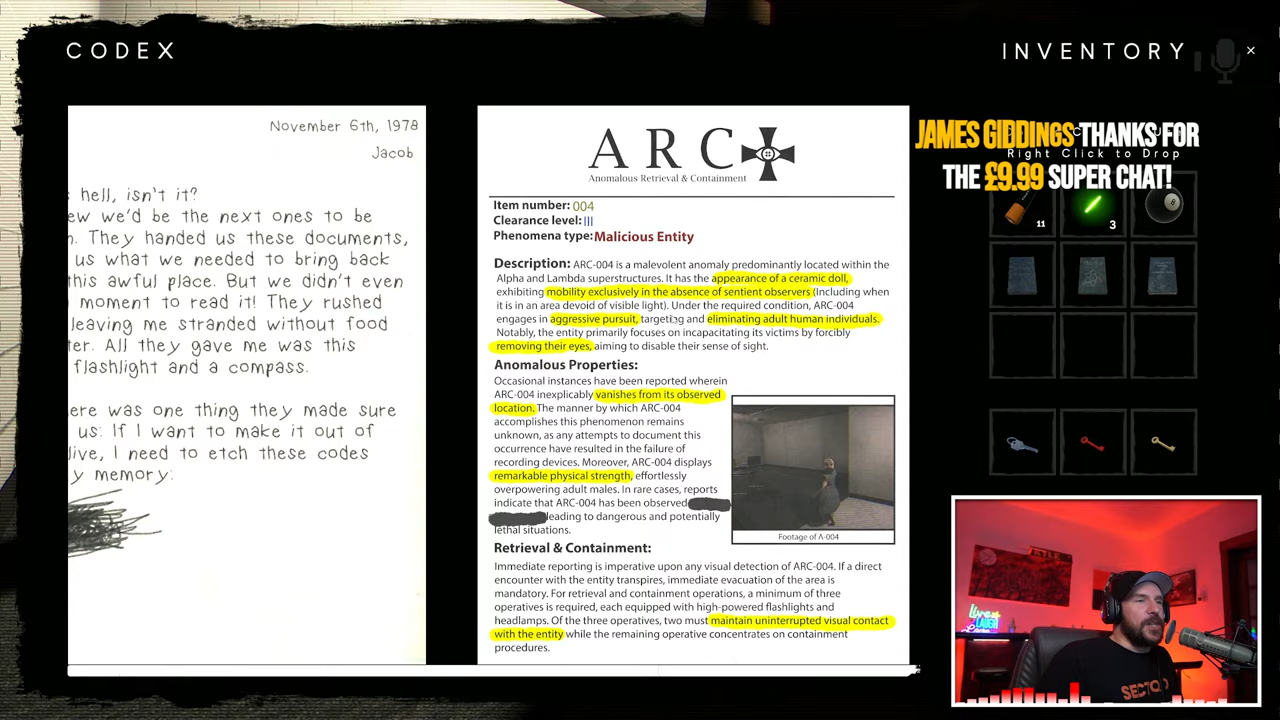 CODEX
INVENTORY
×
November 6th, 1978
Jacob
hell, isn't it?
ew we'd be the next ones to be
They handed us these documents,
us what we needed to bring back
this awful place. But we didn't even
moment to read it! They rushed
leaving me stranded without food
ter. All they gave me was this
flashlight and a compass.
ere was one thing they made sure
us. If I want to make it out of
live, I need to etch these codes
y memory:
ARC
Anomalous Retrieval & Containment
Item number: 004
Clearance level: |||
Phenomena type: Malicious Entity
Description: ARC-004 is a malevolent anomaly predominantly located within the
Alpha and Lambda superstructures. It has the appearance of a ceramic doll,
exhibiting mobility exclusively in the absence of sentient observers (Including when
it is in an area devoid of visible light). Under the required condition, ARC-004
engages in aggressive pursuit, targeting and eliminating adult human individuals.
Notably, the entity primarily focuses on incapacitating its victims by forcibly
removing their eyes, aiming to disable their sense of sight.
Anomalous Properties:
Occasional instances have been reported wherein
ARC-004 inexplicably vanishes from its observed
location. The manner by which ARC-004
accomplishes this phenomenon remains
unknown, as any attempts to document this
occurrence have resulted in the failure of
recording devices. Moreover, ARC-004 displays
remarkable physical strength, effortlessly
overpowering adult males. In rare cases, reports
indicate that ARC-004 has been observed
leading to dangerous and potentially
lethal situations.
Footage of A-004
Retrieval & Containment:
Immediate reporting is imperative upon any visual detection of ARC-004. If a direct
encounter with the entity transpires, immediate evacuation of the area is
mandatory. For retrieval and containment operations, a minimum of three
operatives is required, each equipped with high-powered flashlights and
headlamps. Of the three operatives, two must maintain uninterrupted visual contact
with the entity while the remaining operative concentrates on containment
procedures.
JAMES GIDDINGS THANKS FOR
Right Click to Drop
THE £9.99 SUPER CHAT!
11
3
8